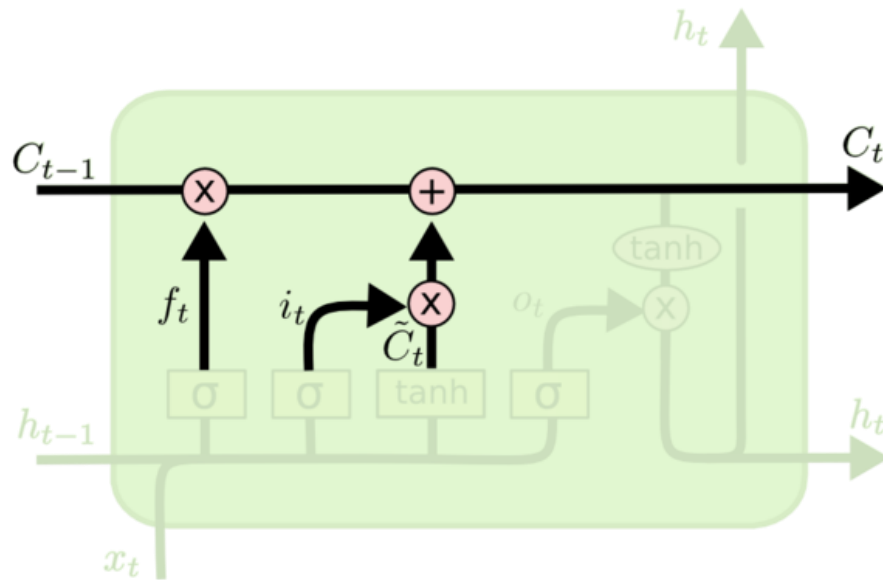 h_t
C_{t-1} × + C_t
tanh
f_t i_t × o_t ×
C̃_t
σ σ tanh σ
h_{t-1} h_t
x_t